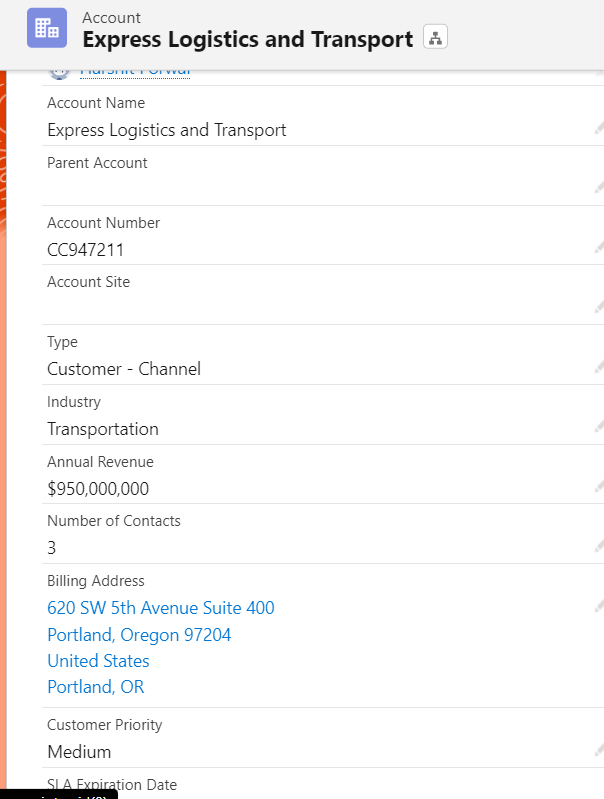 Account
Express Logistics and Transport
Account Name
Express Logistics and Transport
Parent Account
Account Number
CC947211
Account Site
Type
Customer - Channel
Industry
Transportation
Annual Revenue
$950,000,000
Number of Contacts
3
Billing Address
620 SW 5th Avenue Suite 400
Portland, Oregon 97204
United States
Portland, OR
Customer Priority
Medium
SLA Expiration Date